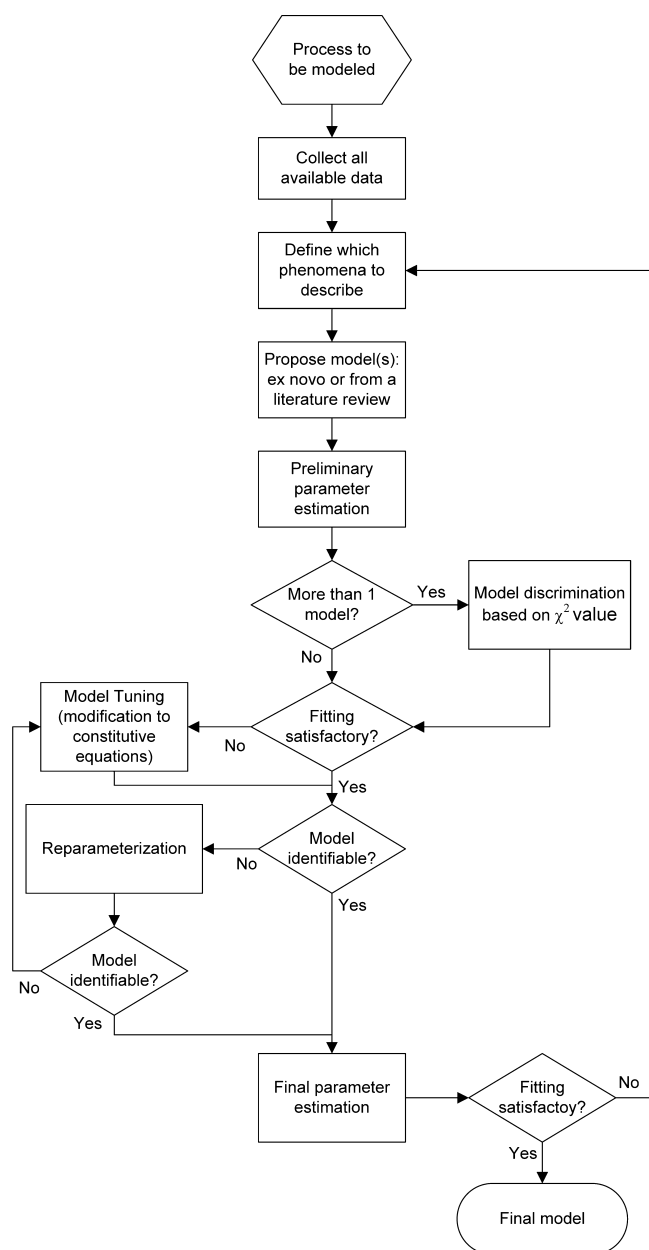 Process to
be modeled
Collect all
available data
Define which
phenomena to
describe
Propose model(s):
ex novo or from a
literature review
Preliminary
parameter
estimation
More than 1
model?
Yes
Model discrimination
based on χ² value
No
Model Tuning
(modification to
constitutive
equations)
No
Fitting
satisfactory?
Yes
Reparameterization
No
Model
identifiable?
Yes
Model
identifiable?
No
Yes
Final parameter
estimation
Fitting
satisfactoy?
No
Yes
Final model